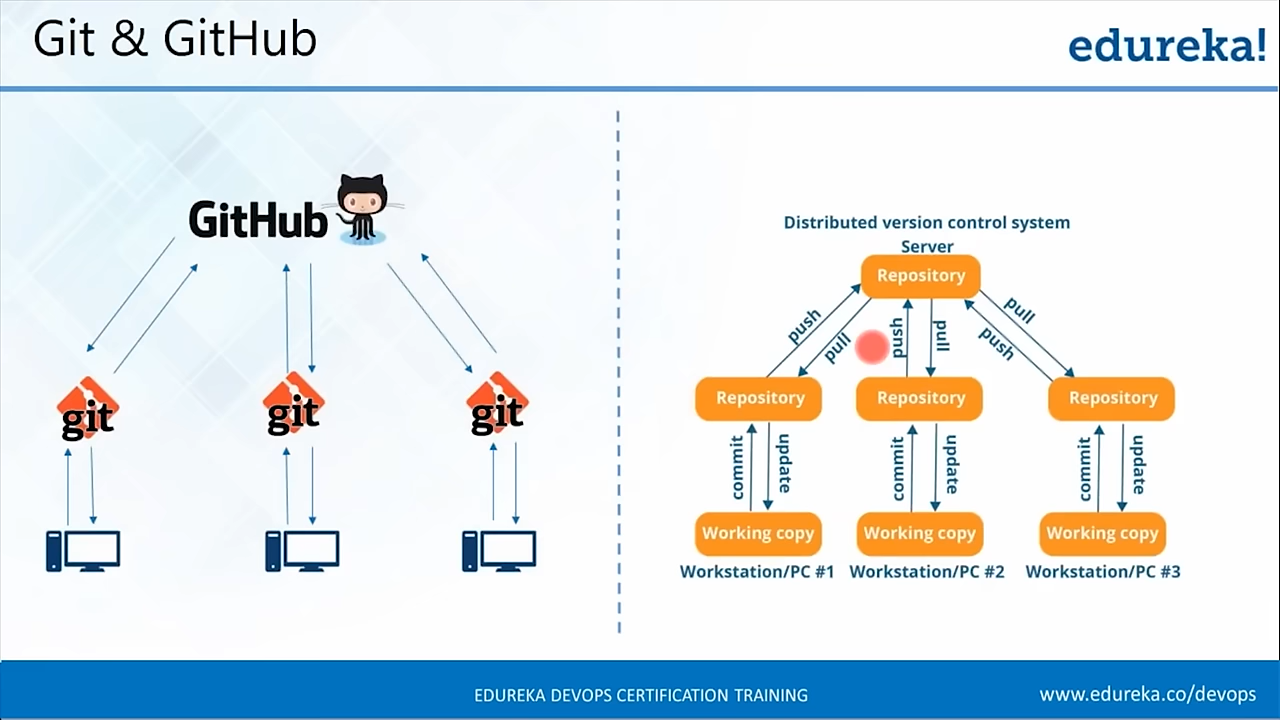 Git & GitHub
edureka!
GitHub
git
git
git
Distributed version control system
Server
Repository
push
pull
push
pull
push
pull
Repository
Repository
Repository
commit
update
commit
update
commit
update
Working copy
Working copy
Working copy
Workstation/PC #1
Workstation/PC #2
Workstation/PC #3
EDUREKA DEVOPS CERTIFICATION TRAINING
www.edureka.co/devops